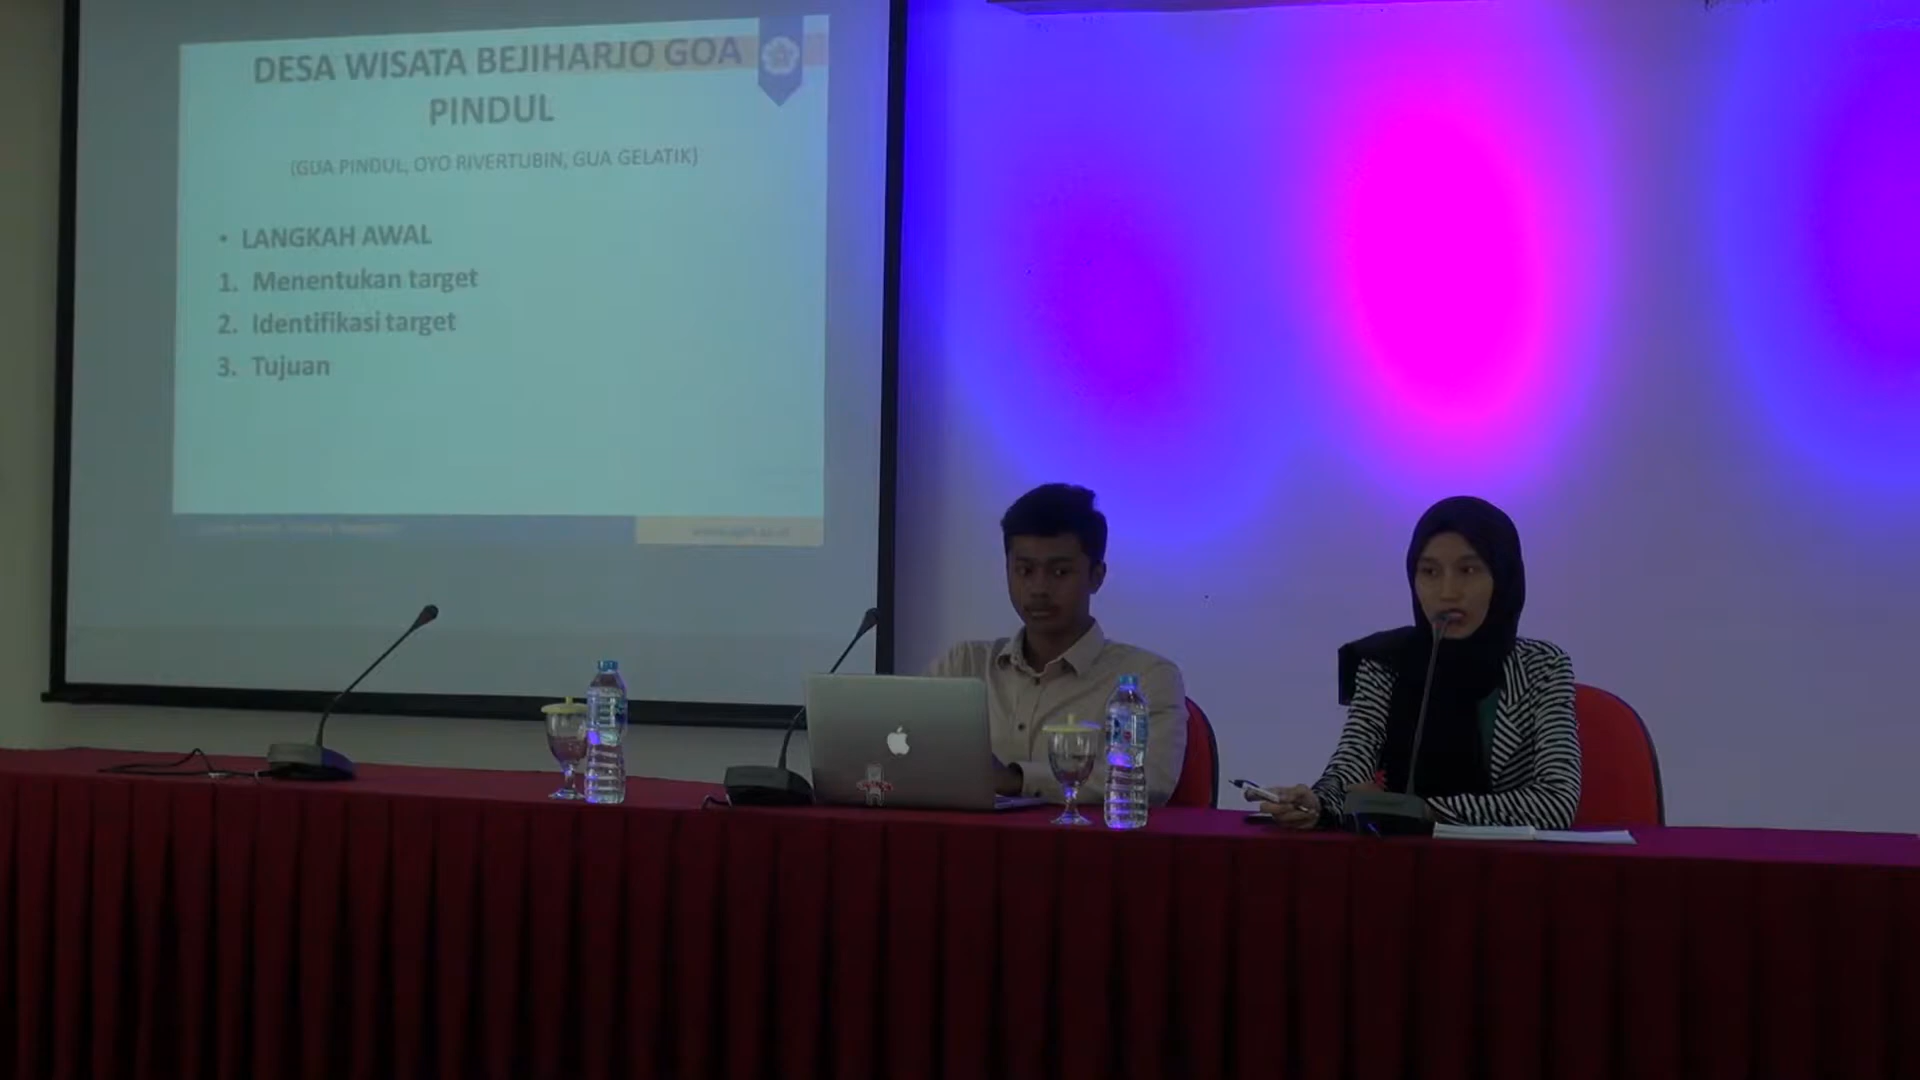 DESA WISATA BEJIHARJO GOA
PINDUL
(GUA PINDUL, OYO RIVERTUBIN, GUA GELATIK)
• LANGKAH AWAL
1. Menentukan target
2. Identifikasi target
3. Tujuan